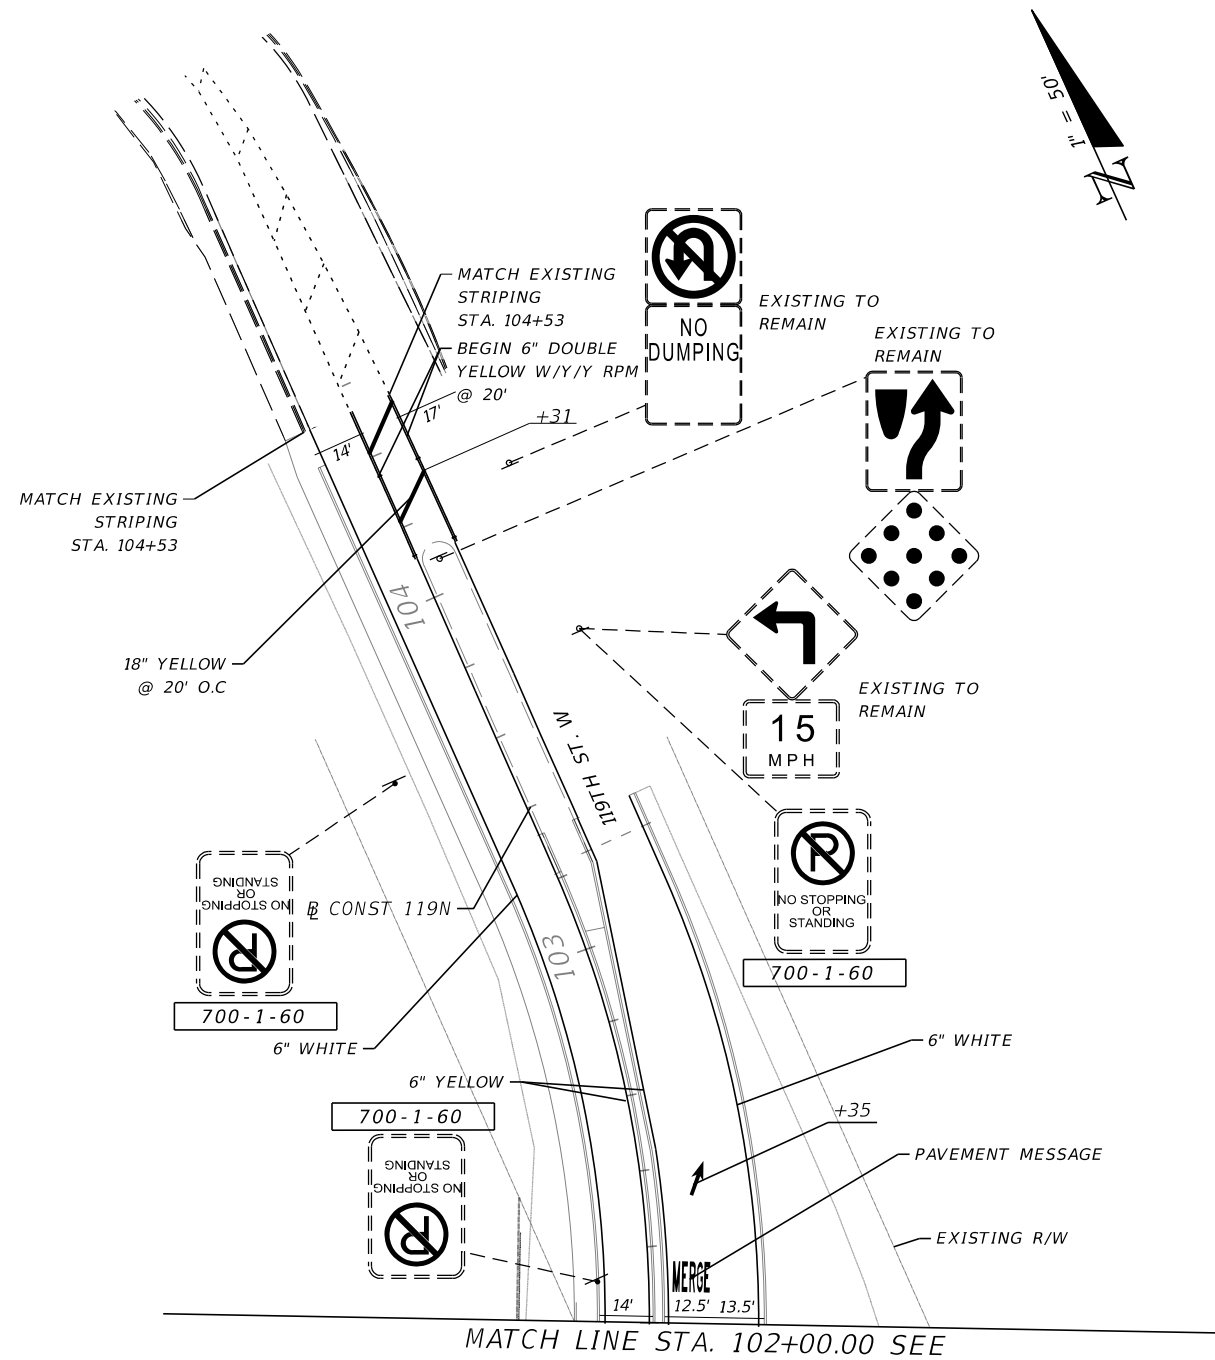 1" = 50'
N
MATCH EXISTING
STRIPING
STA. 104+53
BEGIN 6" DOUBLE
YELLOW W/Y/Y RPM
@ 20'
NO
DUMPING
EXISTING TO
REMAIN
EXISTING TO
REMAIN
17'
+31
14'
MATCH EXISTING
STRIPING
STA. 104+53
104
18" YELLOW
@ 20' O.C
15
MPH
EXISTING TO
REMAIN
119TH ST. W
NO STOPPING
OR
STANDING
700-1-60
NO STOPPING
OR
STANDING
700-1-60
B CONST 119N
103
6" WHITE
6" YELLOW
6" WHITE
700-1-60
NO STOPPING
OR
STANDING
+35
PAVEMENT MESSAGE
EXISTING R/W
MERGE
14' 12.5' 13.5'
MATCH LINE STA. 102+00.00 SEE